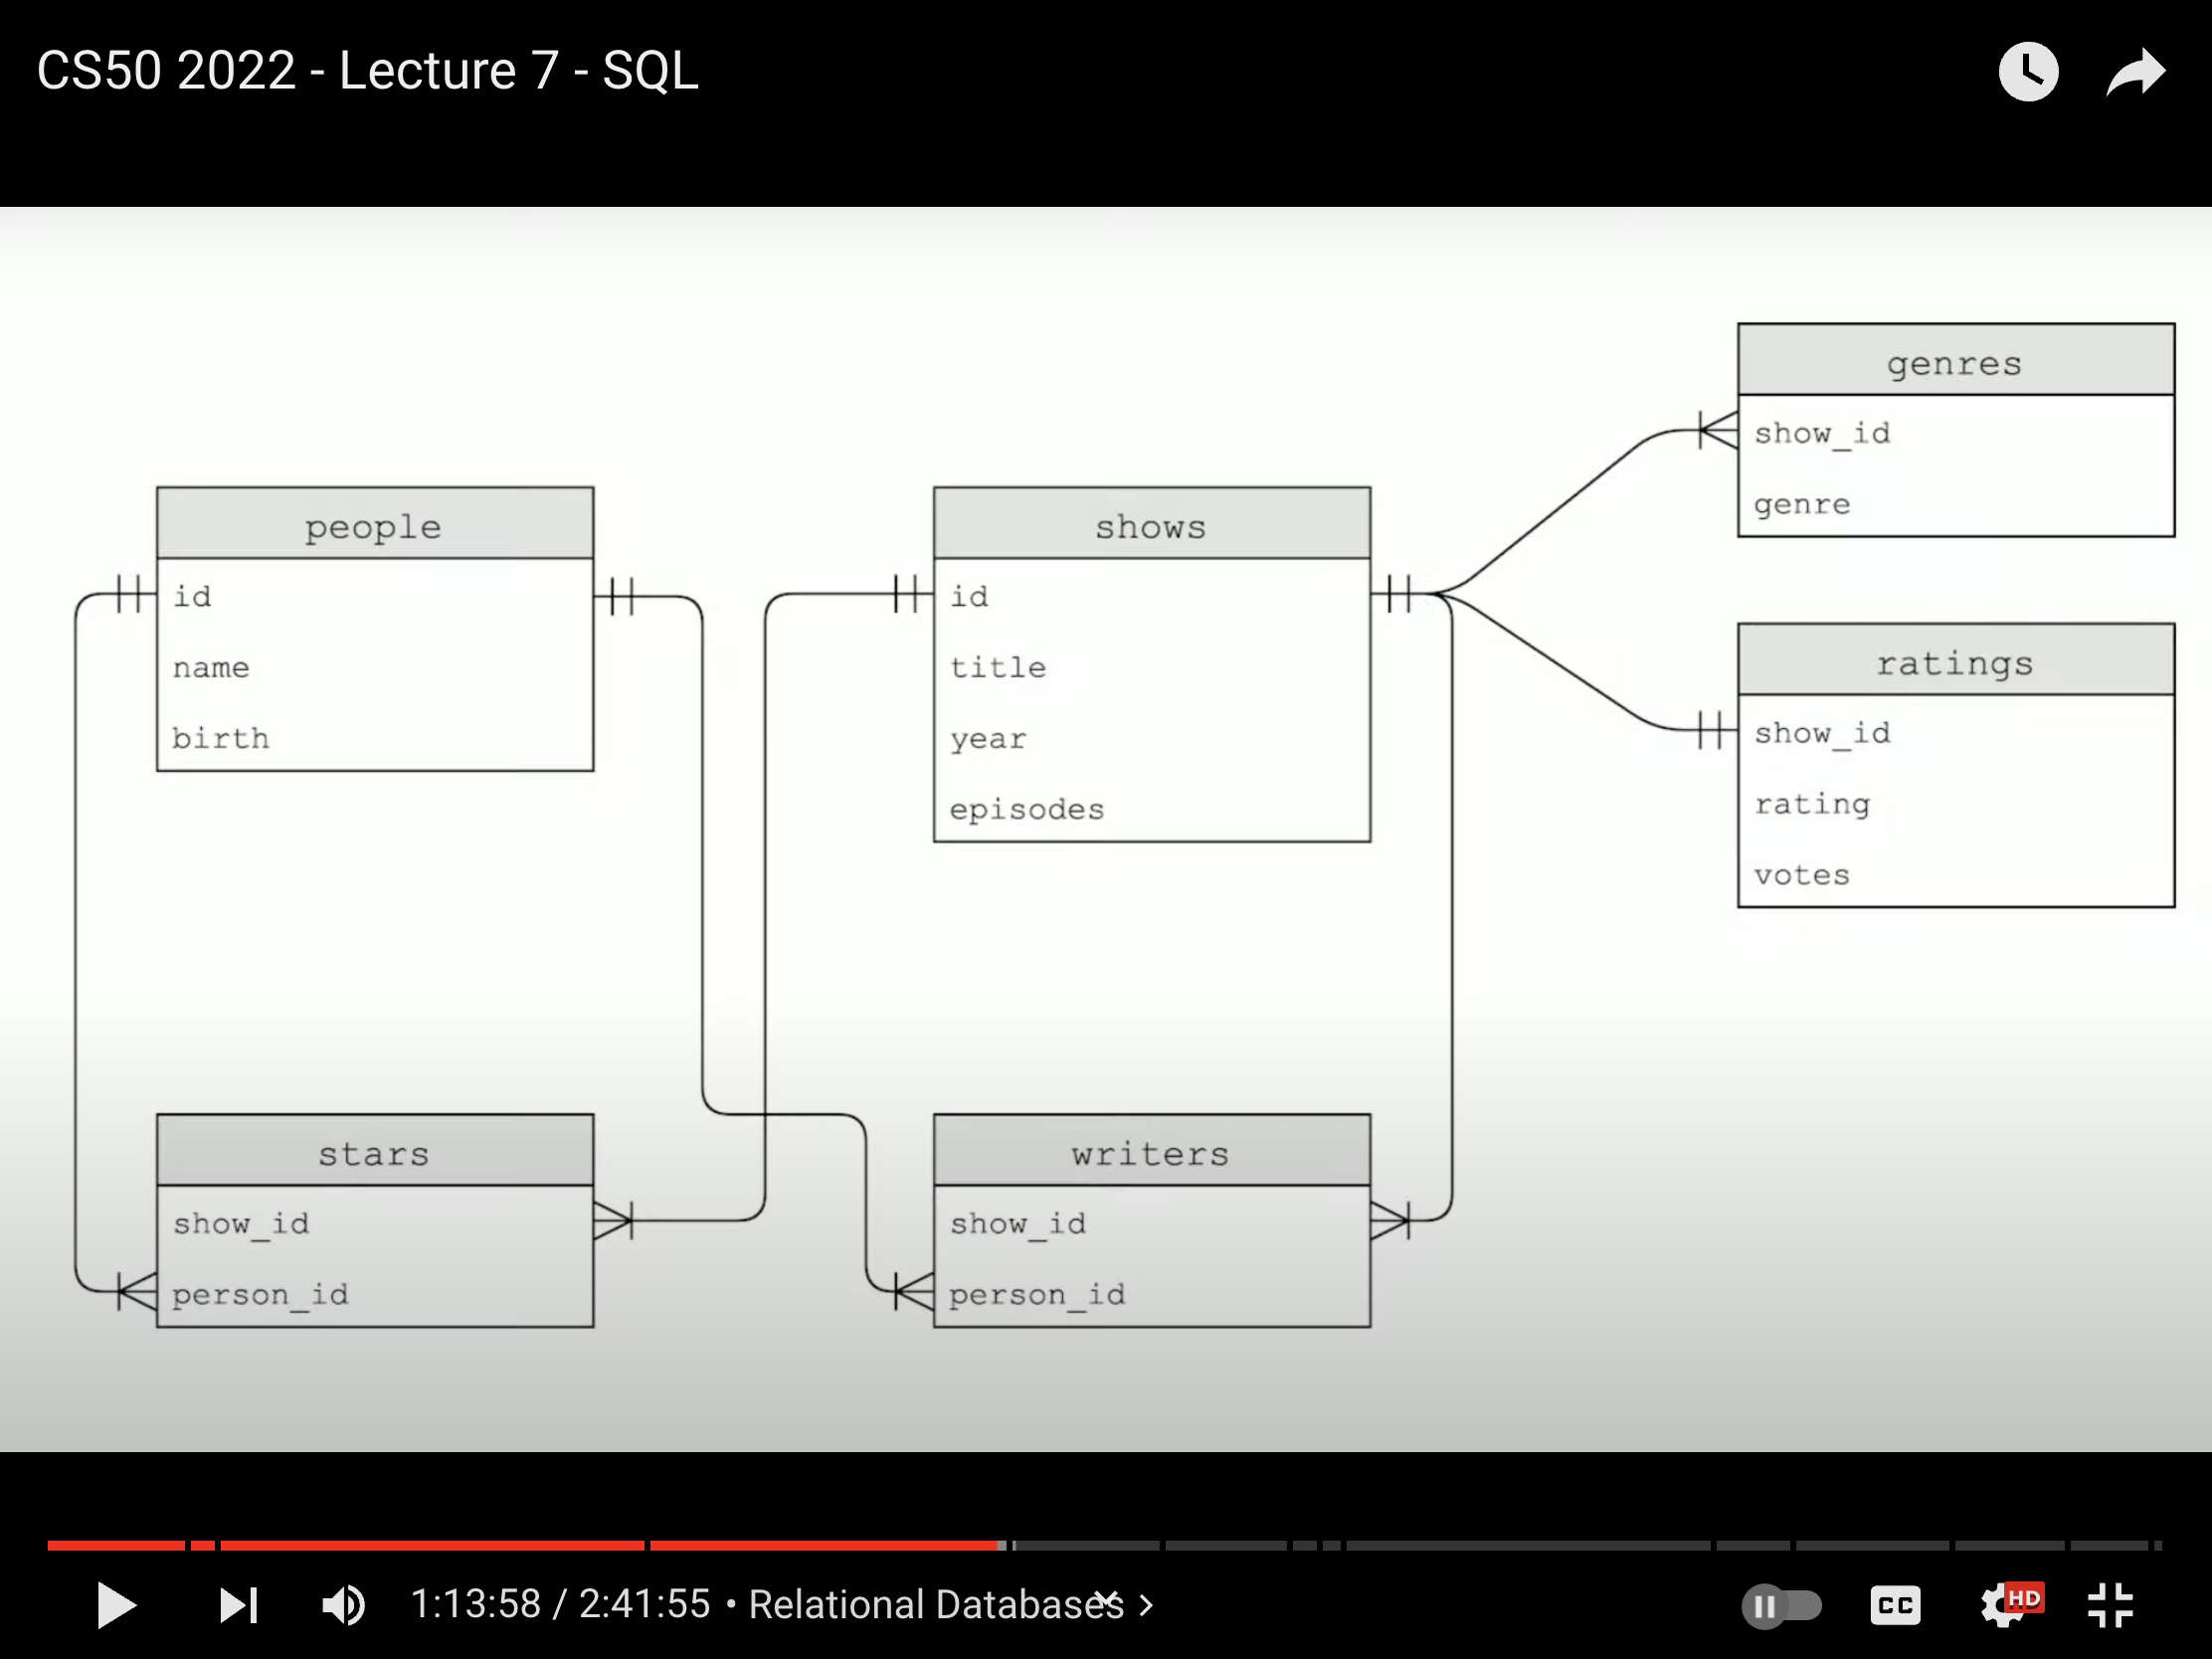 CS50 2022 - Lecture 7 - SQL
people
id
name
birth
shows
id
title
year
episodes
genres
show_id
genre
ratings
show_id
rating
votes
stars
show_id
person_id
writers
show_id
person_id
1:13:58 / 2:41:55 • Relational Databases
CC
HD